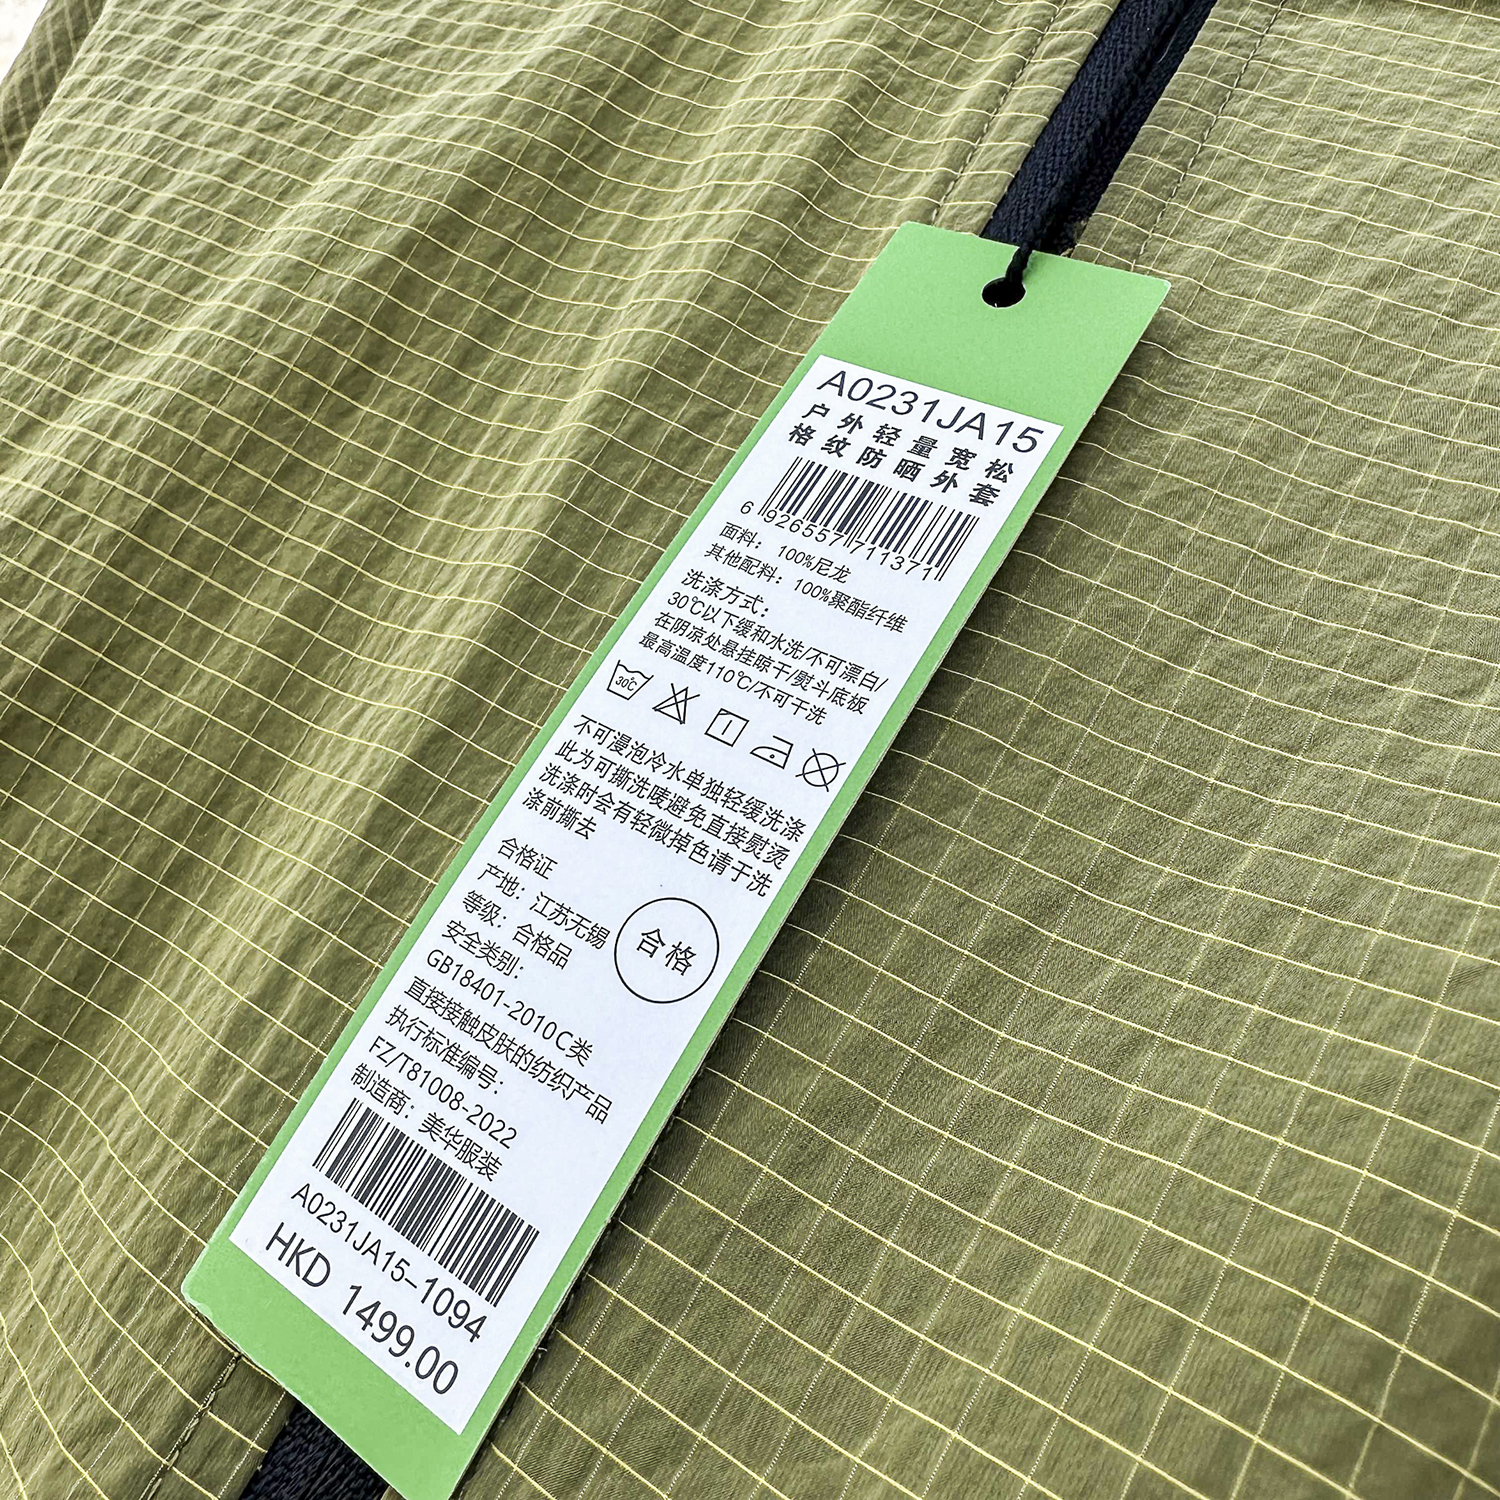 A0231JA15
户外轻量宽松
格纹防晒外套
6 926557 711371
面料： 100%尼龙
其他配料： 100%聚酯纤维
洗涤方式：
30℃以下缓和水洗/不可漂白/
在阴凉处悬挂晾干/熨斗底板
最高温度110℃/不可干洗
30℃
不可浸泡冷水单独轻缓洗涤
此为可撕洗唛避免直接熨烫
洗涤时会有轻微掉色请于洗
涤前撕去
合格证
产地：江苏无锡
等级：合格品
合格
安全类别：
GB18401-2010C类
直接接触皮肤的纺织产品
执行标准编号：
FZ/T81008-2022
制造商：美华服装
A0231JA15-1094
HKD 1499.00